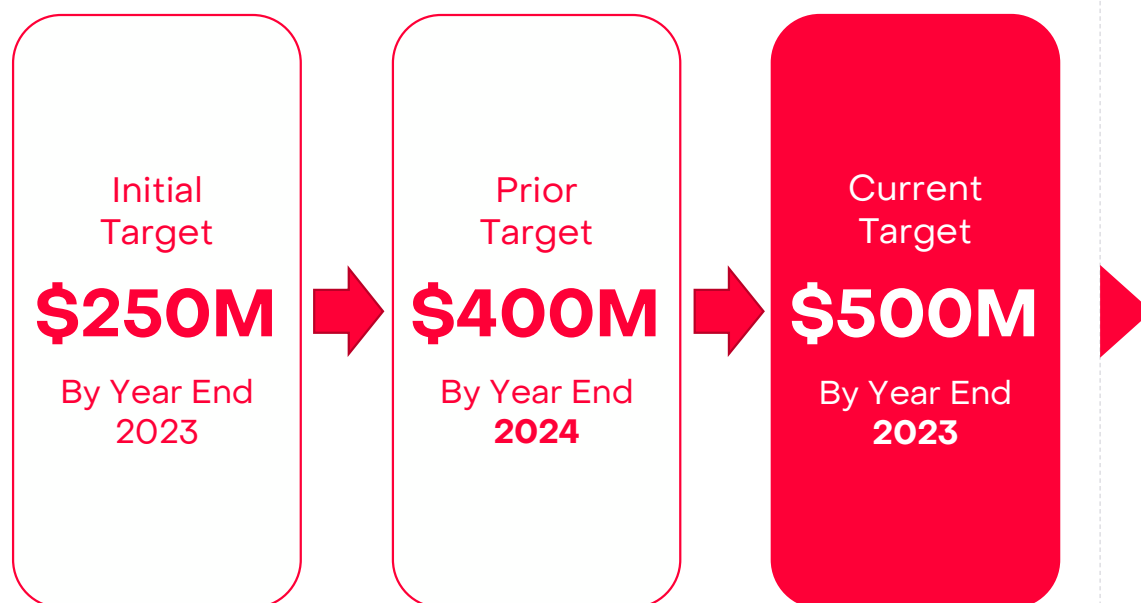 Initial
Target
$250M
By Year End
2023
Prior
Target
$400M
By Year End
2024
Current
Target
$500M
By Year End
2023